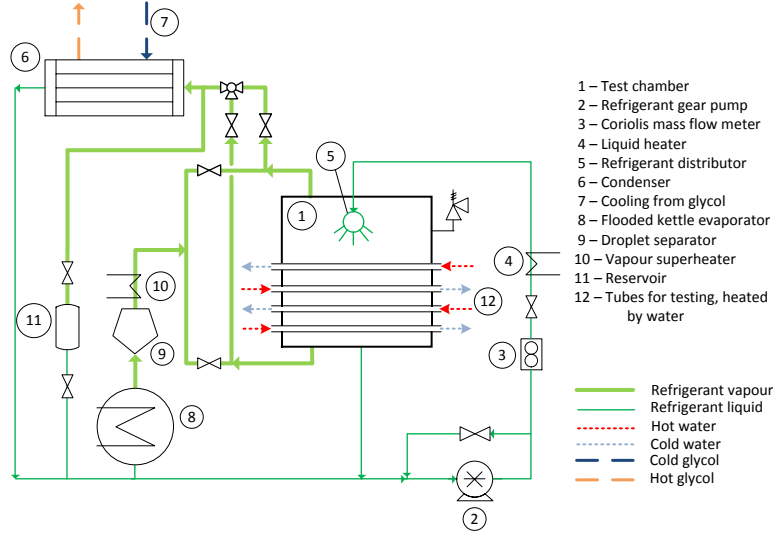 7
6
5
1
4
10
12
11
9
3
8
2
1 – Test chamber
2 – Refrigerant gear pump
3 – Coriolis mass flow meter
4 – Liquid heater
5 – Refrigerant distributor
6 – Condenser
7 – Cooling from glycol
8 – Flooded kettle evaporator
9 – Droplet separator
10 – Vapour superheater
11 – Reservoir
12 – Tubes for testing, heated
by water
Refrigerant vapour
Refrigerant liquid
Hot water
Cold water
Cold glycol
Hot glycol